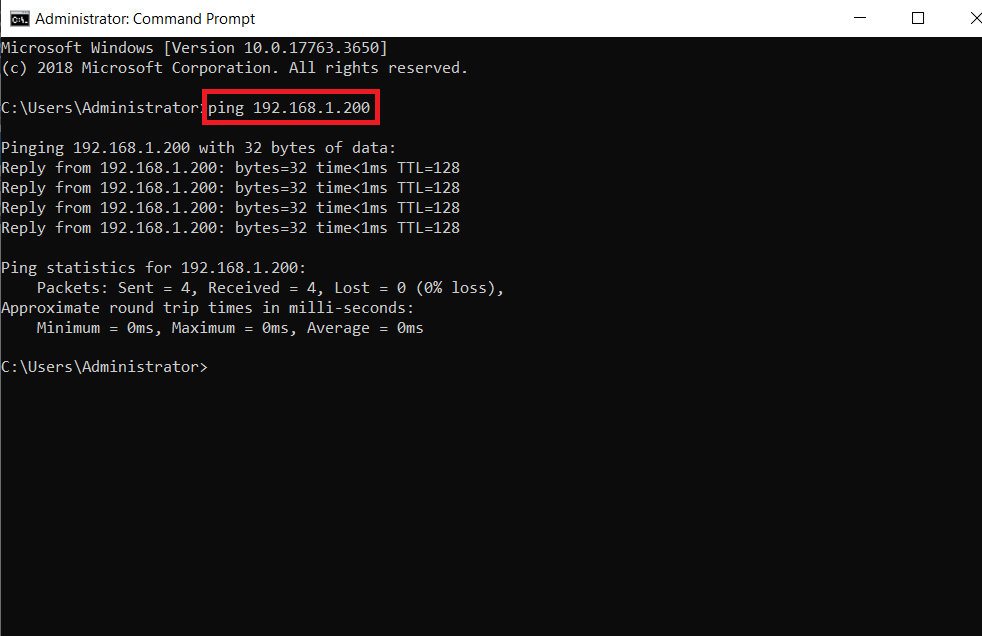 Administrator: Command Prompt
Microsoft Windows [Version 10.0.17763.3650]
(c) 2018 Microsoft Corporation. All rights reserved.
C:\Users\Administrator>ping 192.168.1.200
Pinging 192.168.1.200 with 32 bytes of data:
Reply from 192.168.1.200: bytes=32 time<1ms TTL=128
Reply from 192.168.1.200: bytes=32 time<1ms TTL=128
Reply from 192.168.1.200: bytes=32 time<1ms TTL=128
Reply from 192.168.1.200: bytes=32 time<1ms TTL=128
Ping statistics for 192.168.1.200:
    Packets: Sent = 4, Received = 4, Lost = 0 (0% loss),
Approximate round trip times in milli-seconds:
    Minimum = 0ms, Maximum = 0ms, Average = 0ms
C:\Users\Administrator>